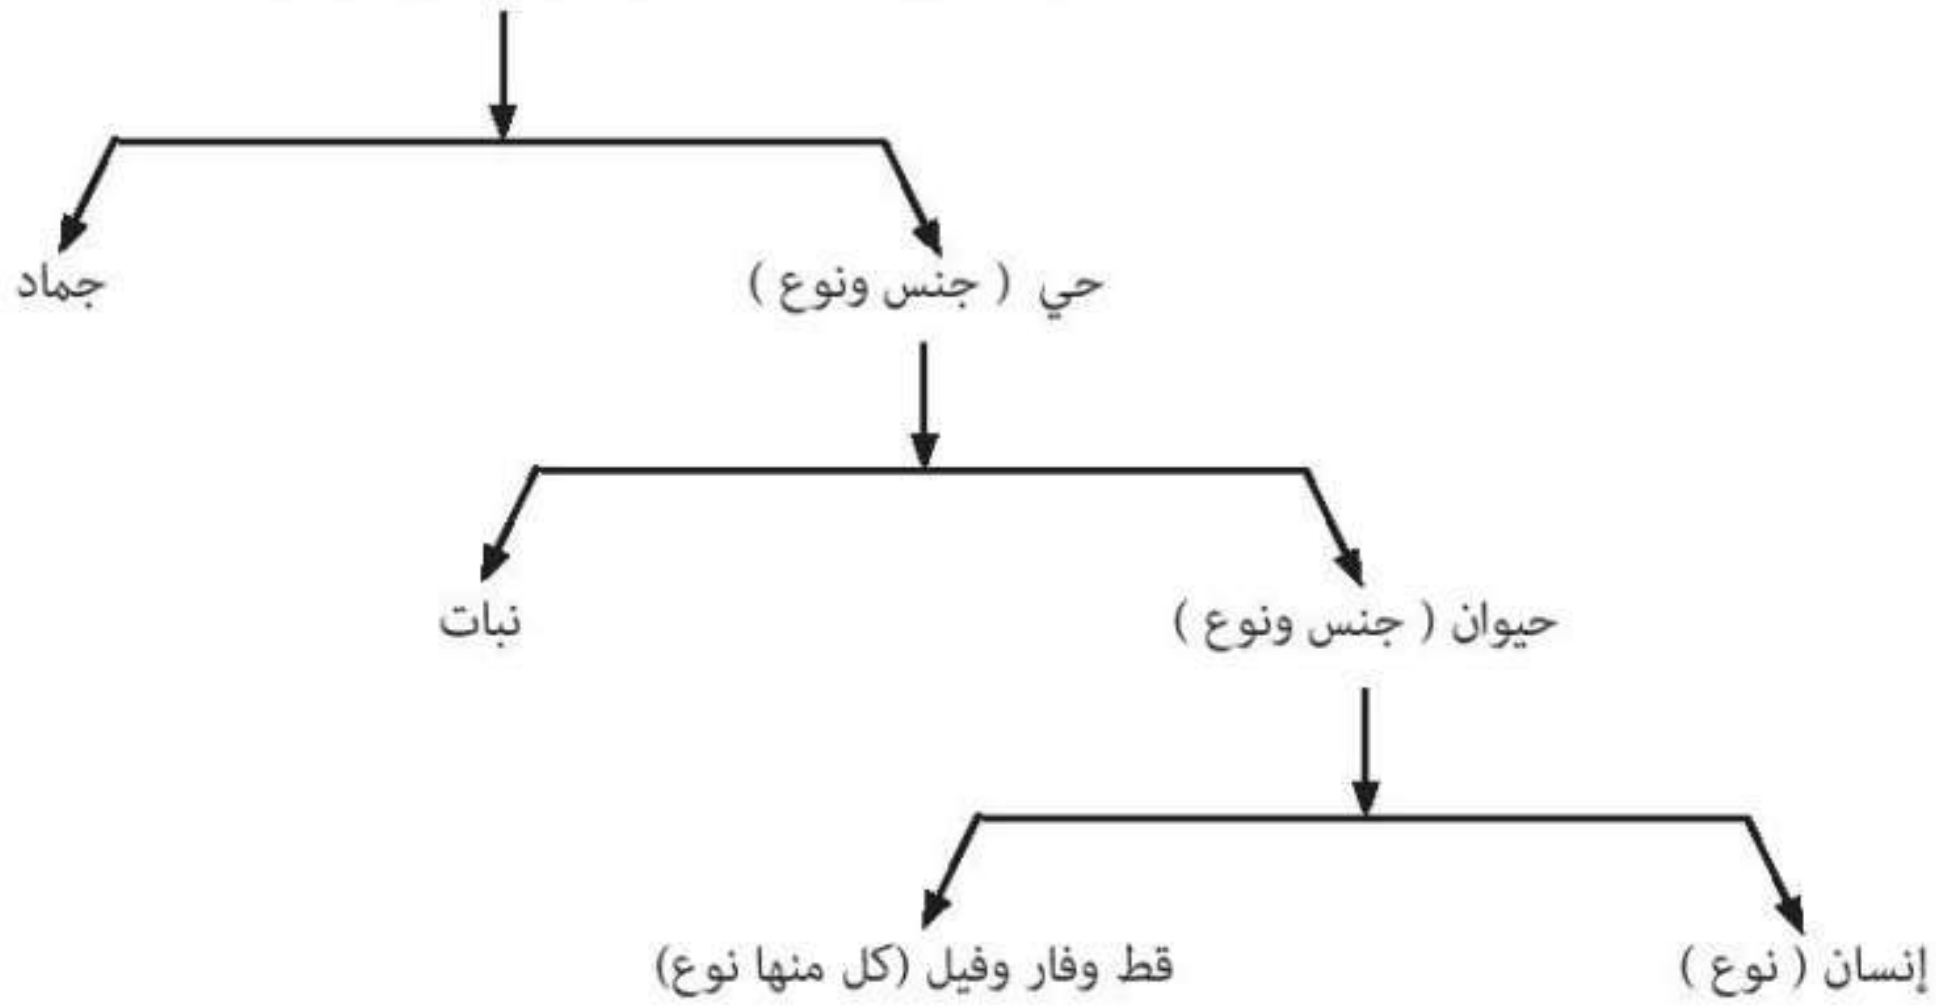 حي ( جنس ونوع )
جماد
حيوان ( جنس ونوع )
نبات
إنسان ( نوع )
قط وفار وفيل (كل منها نوع)